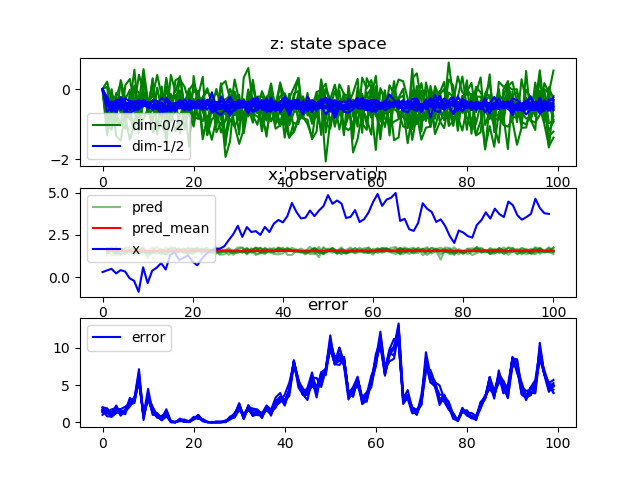 z: state space
0
−2
dim-0/2
dim-1/2
0 20 40 60 80 100
x: observation
5.0
2.5
0.0
pred
pred_mean
x
0 20 40 60 80 100
error
10
5
0
error
0 20 40 60 80 100